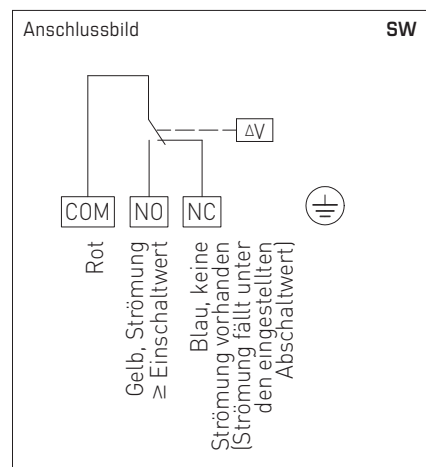 Anschlussbild
SW
ΔV
COM
NO
NC
Rot
Gelb, Strömung
≥ Einschaltwert
Blau, keine
Strömung vorhanden
(Strömung fällt unter
den eingestellten
Abschaltwert)